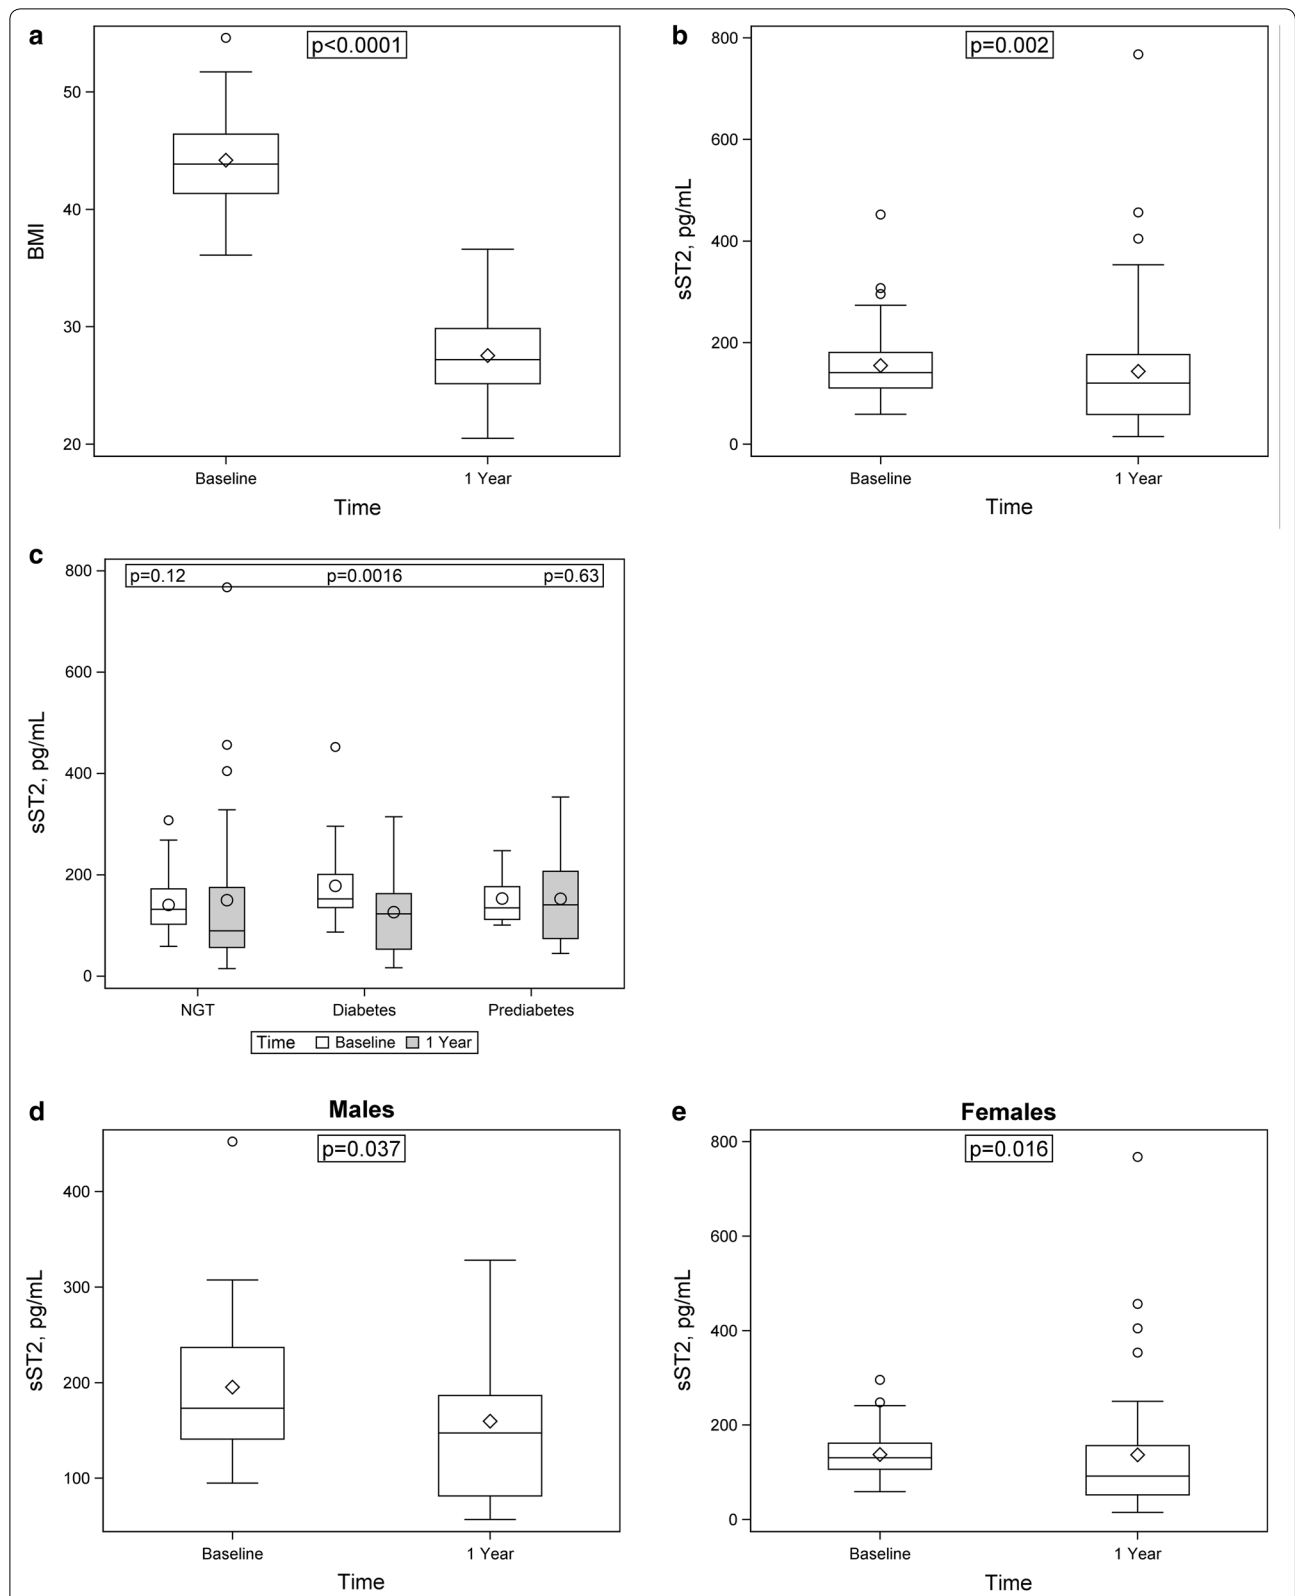 a
p<0.0001
50
40
30
20
BMI
Baseline 1 Year
Time
b
p=0.002
800
600
400
200
0
sST2, pg/mL
Baseline 1 Year
Time
c
p=0.12 p=0.0016 p=0.63
800
600
400
200
0
sST2, pg/mL
NGT Diabetes Prediabetes
Time Baseline 1 Year
d
Males
p=0.037
400
300
200
100
sST2, pg/mL
Baseline 1 Year
Time
e
Females
p=0.016
800
600
400
200
0
sST2, pg/mL
Baseline 1 Year
Time